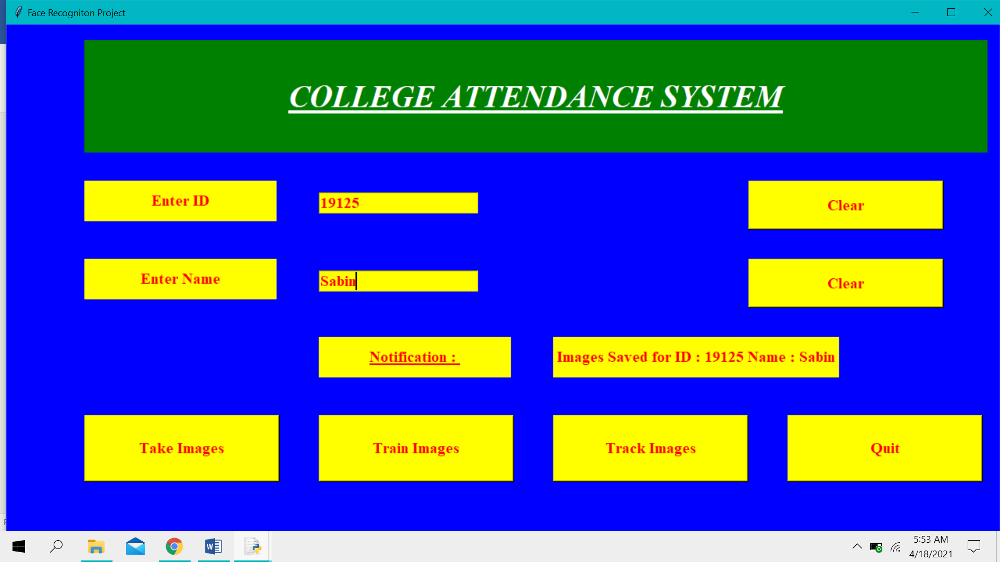 Face Recogniton Project
COLLEGE ATTENDANCE SYSTEM
Enter ID
19125
Clear
Enter Name
Sabin
Clear
Notification :
Images Saved for ID : 19125 Name : Sabin
Take Images
Train Images
Track Images
Quit
5:53 AM
4/18/2021